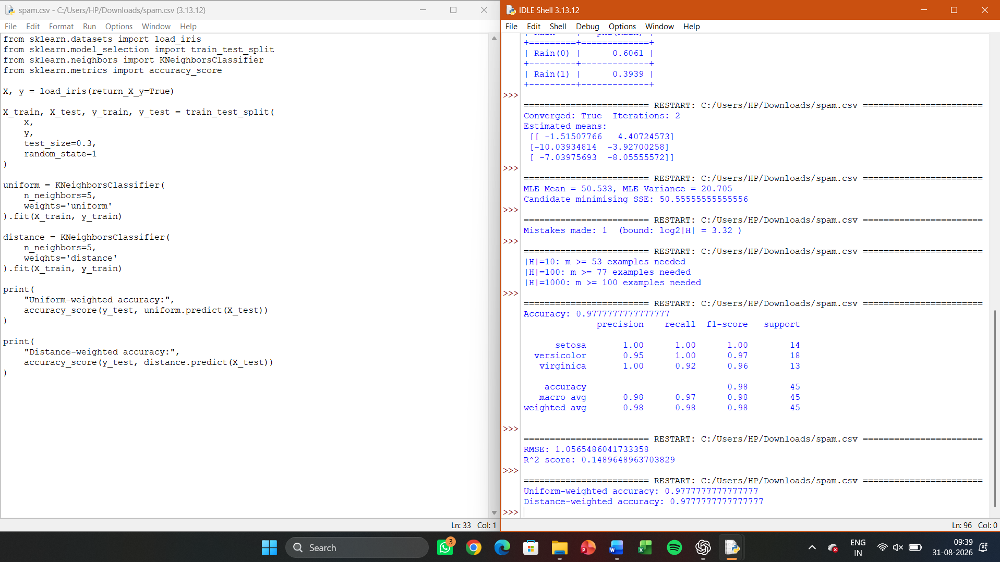 spam.csv - C:/Users/HP/Downloads/spam.csv (3.13.12)
File Edit Format Run Options Window Help
from sklearn.datasets import load_iris
from sklearn.model_selection import train_test_split
from sklearn.neighbors import KNeighborsClassifier
from sklearn.metrics import accuracy_score
X, y = load_iris(return_X_y=True)
X_train, X_test, y_train, y_test = train_test_split(
    X,
    y,
    test_size=0.3,
    random_state=1
)
uniform = KNeighborsClassifier(
    n_neighbors=5,
    weights='uniform'
).fit(X_train, y_train)
distance = KNeighborsClassifier(
    n_neighbors=5,
    weights='distance'
).fit(X_train, y_train)
print(
    "Uniform-weighted accuracy:",
    accuracy_score(y_test, uniform.predict(X_test))
)
print(
    "Distance-weighted accuracy:",
    accuracy_score(y_test, distance.predict(X_test))
)
Ln: 33 Col: 1
IDLE Shell 3.13.12
File Edit Shell Debug Options Window Help
| Rain    |   phi(Rain) |
+=========+=============+
| Rain(0) |      0.6061 |
+---------+-------------+
| Rain(1) |      0.3939 |
+---------+-------------+
>>>
======================== RESTART: C:/Users/HP/Downloads/spam.csv =======================
Converged: True  Iterations: 2
Estimated means:
 [[ -1.51507766   4.40724573]
 [-10.03934814  -3.92700258]
 [ -7.03975693  -8.05555572]]
>>>
======================== RESTART: C:/Users/HP/Downloads/spam.csv =======================
MLE Mean = 50.533, MLE Variance = 20.705
Candidate minimising SSE: 50.55555555555556
>>>
======================== RESTART: C:/Users/HP/Downloads/spam.csv =======================
Mistakes made: 1  (bound: log2|H| = 3.32 )
>>>
======================== RESTART: C:/Users/HP/Downloads/spam.csv =======================
|H|=10: m >= 53 examples needed
|H|=100: m >= 77 examples needed
|H|=1000: m >= 100 examples needed
>>>
======================== RESTART: C:/Users/HP/Downloads/spam.csv =======================
Accuracy: 0.9777777777777777
              precision    recall  f1-score   support
      setosa       1.00      1.00      1.00        14
  versicolor       0.95      1.00      0.97        18
   virginica       1.00      0.92      0.96        13
    accuracy                           0.98        45
   macro avg       0.98      0.97      0.98        45
weighted avg       0.98      0.98      0.98        45
>>>
======================== RESTART: C:/Users/HP/Downloads/spam.csv =======================
RMSE: 1.0565486041733358
R^2 score: 0.1489648963703829
>>>
======================== RESTART: C:/Users/HP/Downloads/spam.csv =======================
Uniform-weighted accuracy: 0.9777777777777777
Distance-weighted accuracy: 0.9777777777777777
>>>
Ln: 96 Col: 0
Search
3
ENG
IN
09:39
31-08-2026